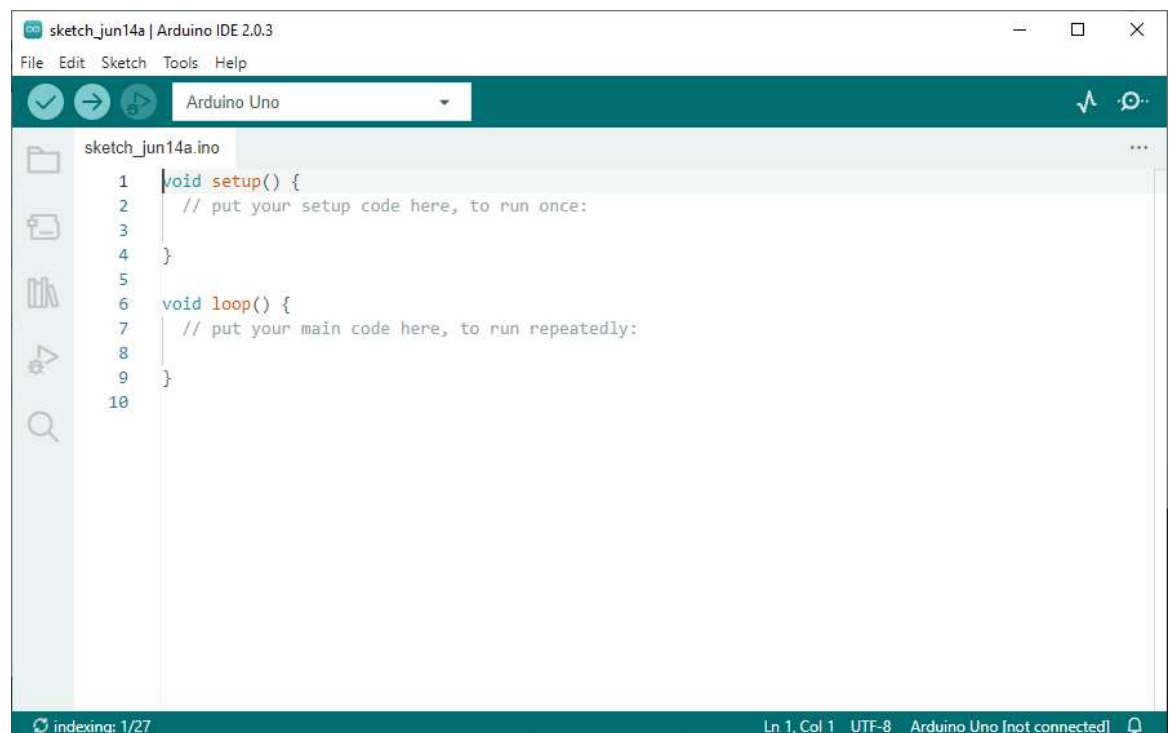 sketch_jun14a | Arduino IDE 2.0.3
File Edit Sketch Tools Help
Arduino Uno
sketch_jun14a.ino
1 void setup() {
2 // put your setup code here, to run once:
3
4 }
5
6 void loop() {
7 // put your main code here, to run repeatedly:
8
9 }
10
indexing: 1/27 Ln 1, Col 1 UTF-8 Arduino Uno [not connected]